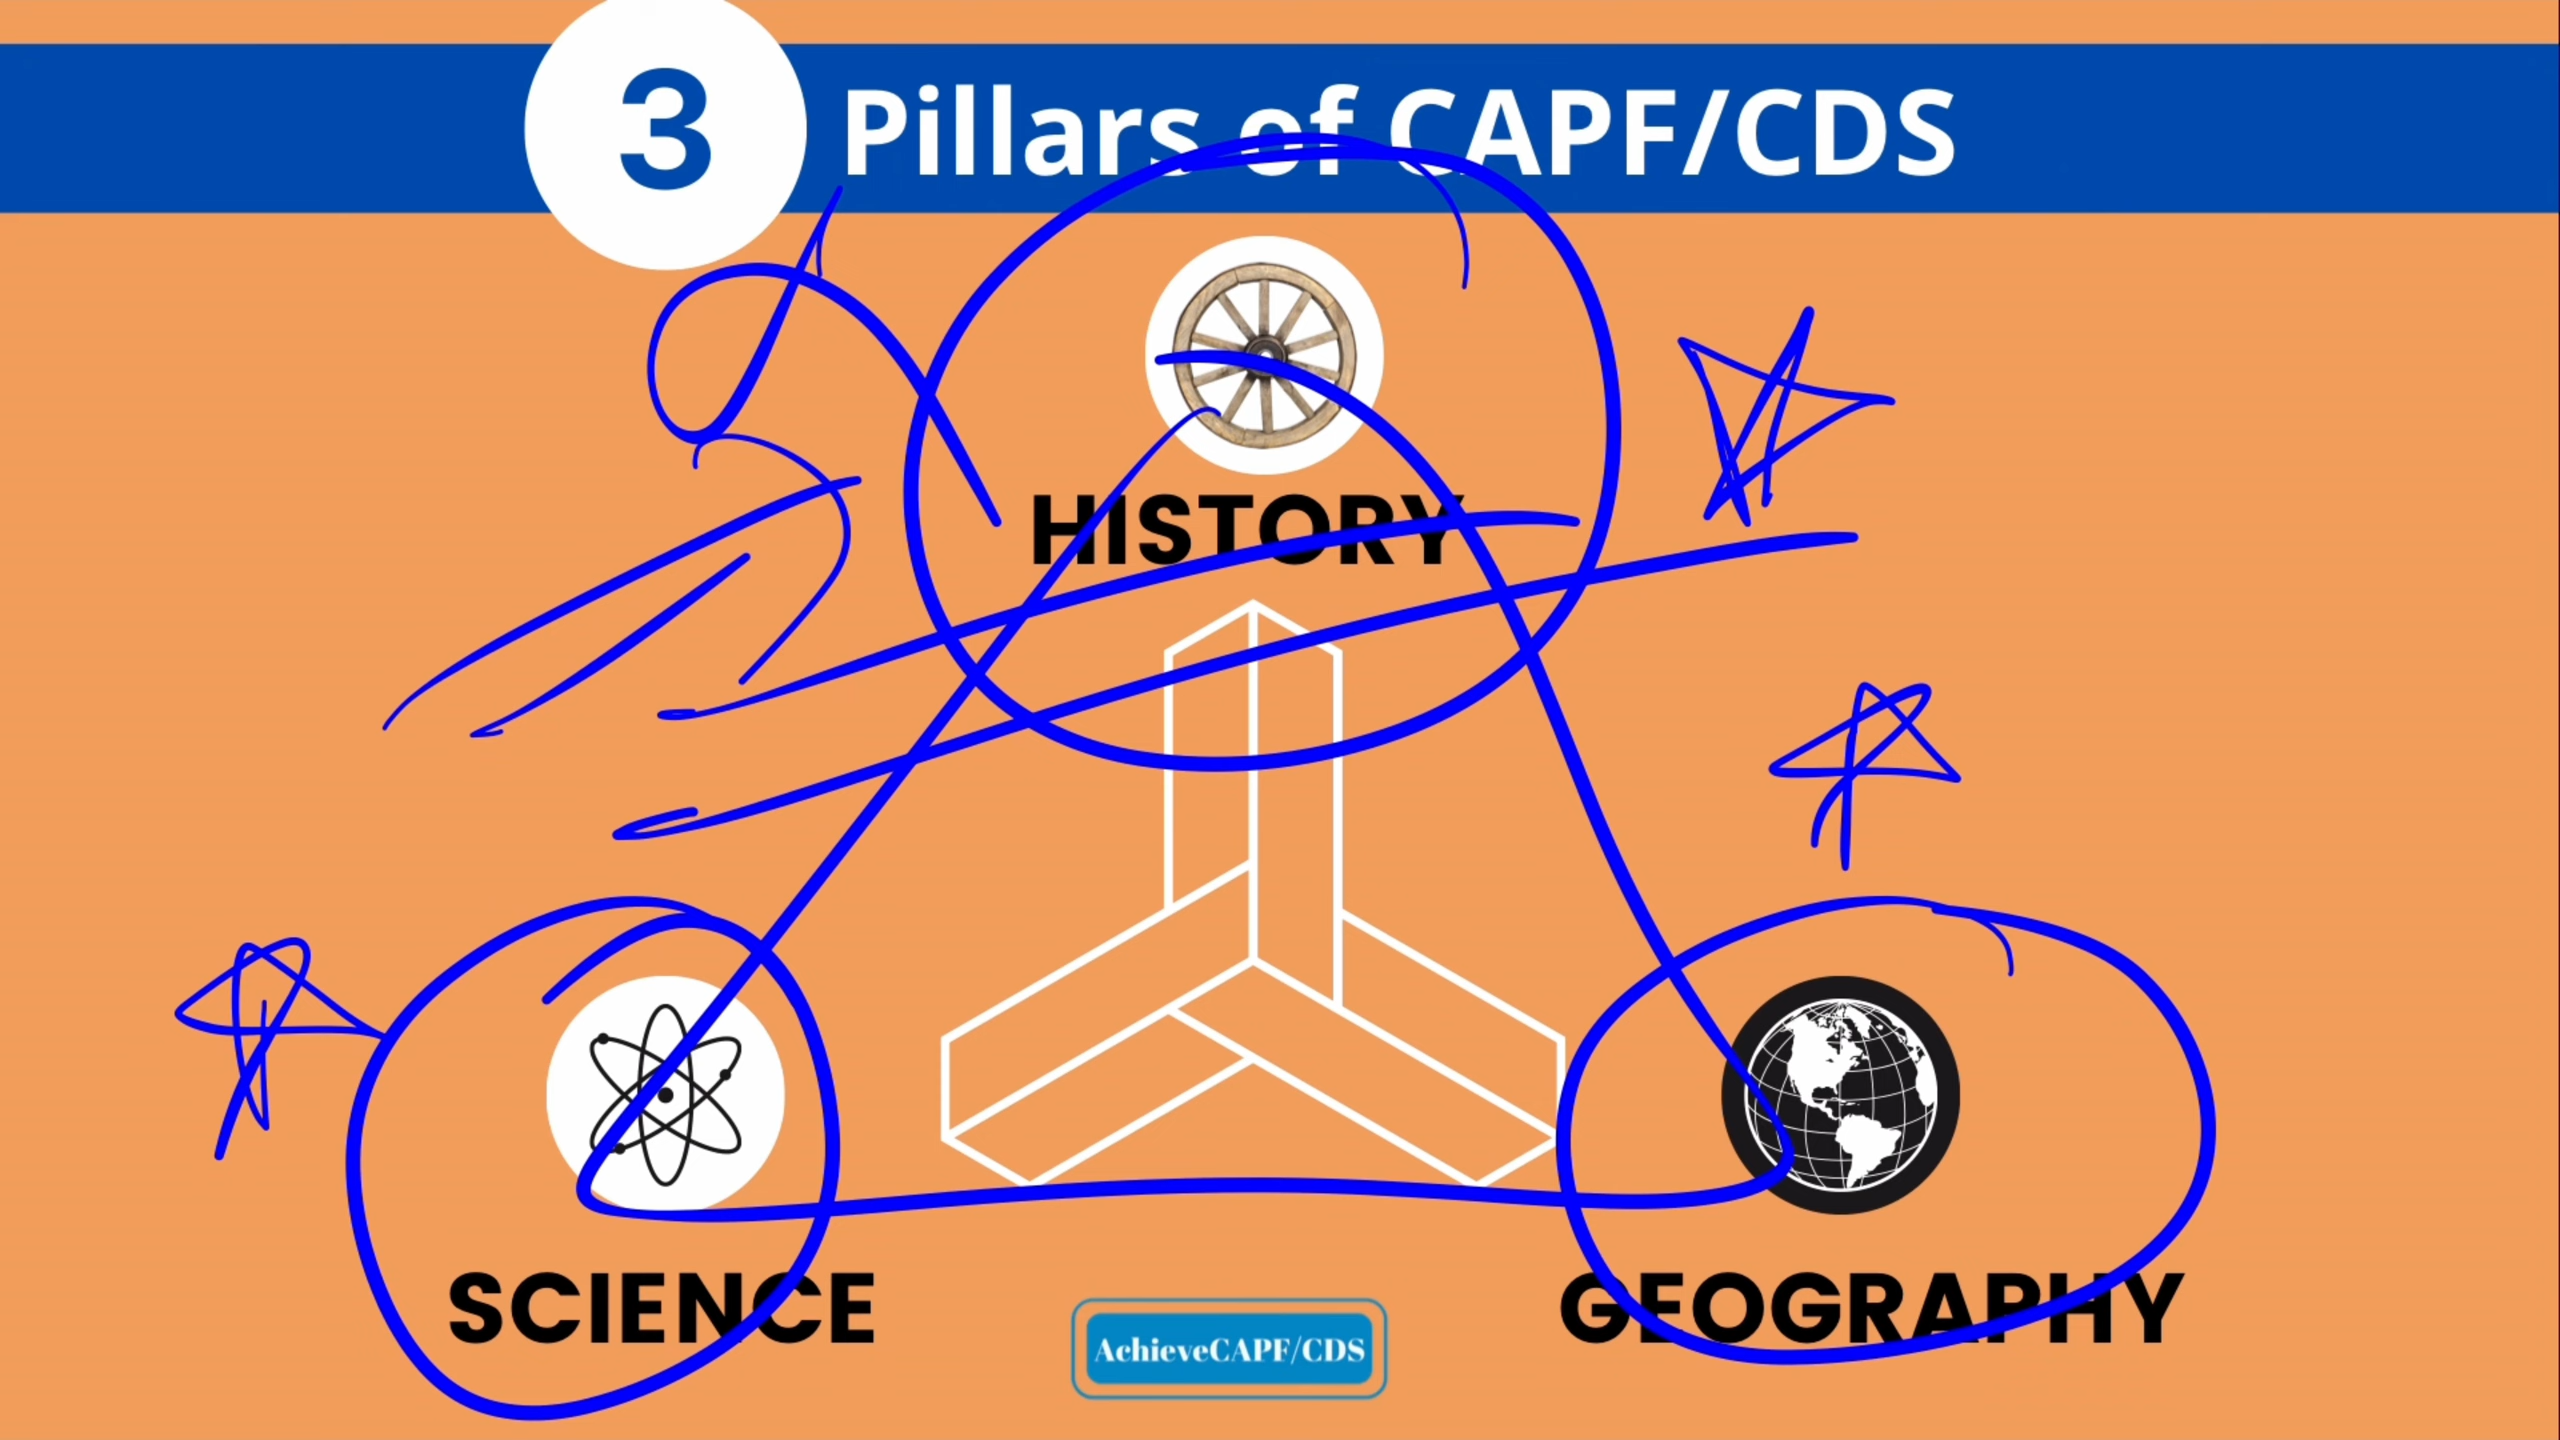 3 Pillars of CAPF/CDS
HISTORY
SCIENCE
GEOGRAPHY
AchieveCAPF/CDS